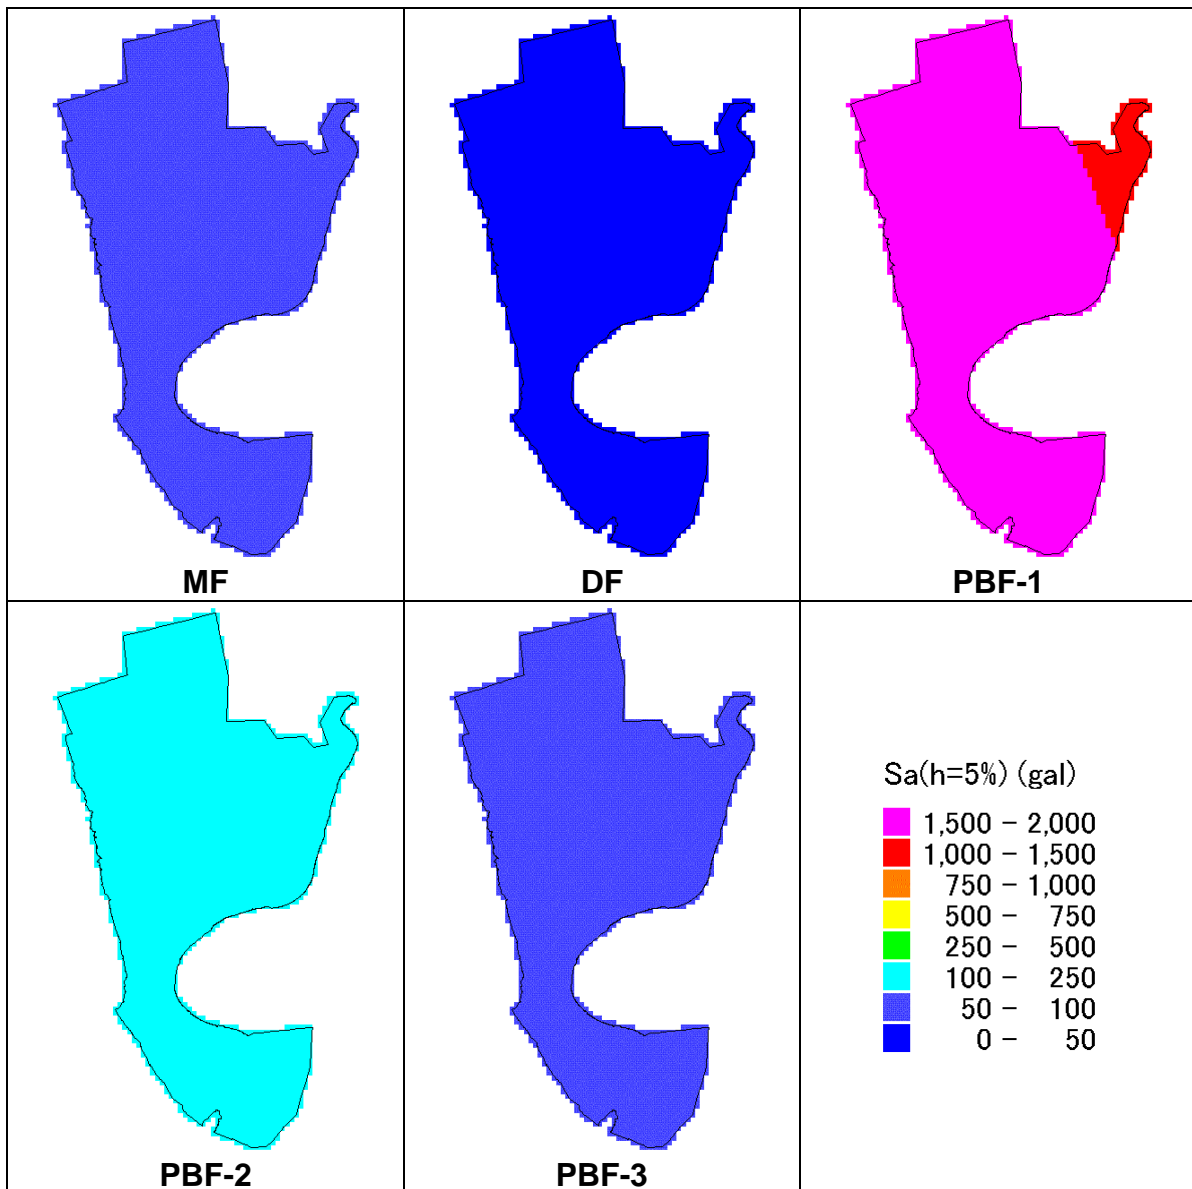 MF
DF
PBF-1
PBF-2
PBF-3
Sa(h=5%) (gal)
1,500 - 2,000
1,000 - 1,500
750 - 1,000
500 - 750
250 - 500
100 - 250
50 - 100
0 - 50